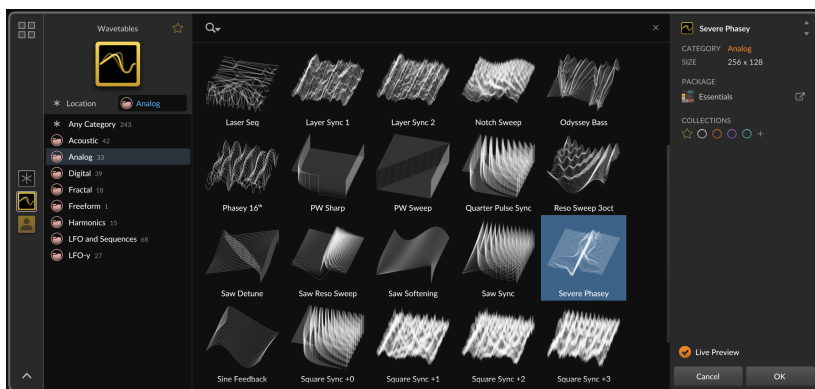 Wavetables
Location
Analog
Any Category 243
Acoustic 42
Analog 33
Digital 39
Fractal 18
Freeform 1
Harmonics 15
LFO and Sequences 68
LFO-y 27
Laser Seq
Layer Sync 1
Layer Sync 2
Notch Sweep
Odyssey Bass
Phasey 16"
PW Sharp
PW Sweep
Quarter Pulse Sync
Reso Sweep 3oct
Saw Detune
Saw Reso Sweep
Saw Softening
Saw Sync
Severe Phasey
Sine Feedback
Square Sync +0
Square Sync +1
Square Sync +2
Square Sync +3
Severe Phasey
CATEGORY Analog
SIZE 256 x 128
PACKAGE
Essentials
COLLECTIONS
Live Preview
Cancel
OK